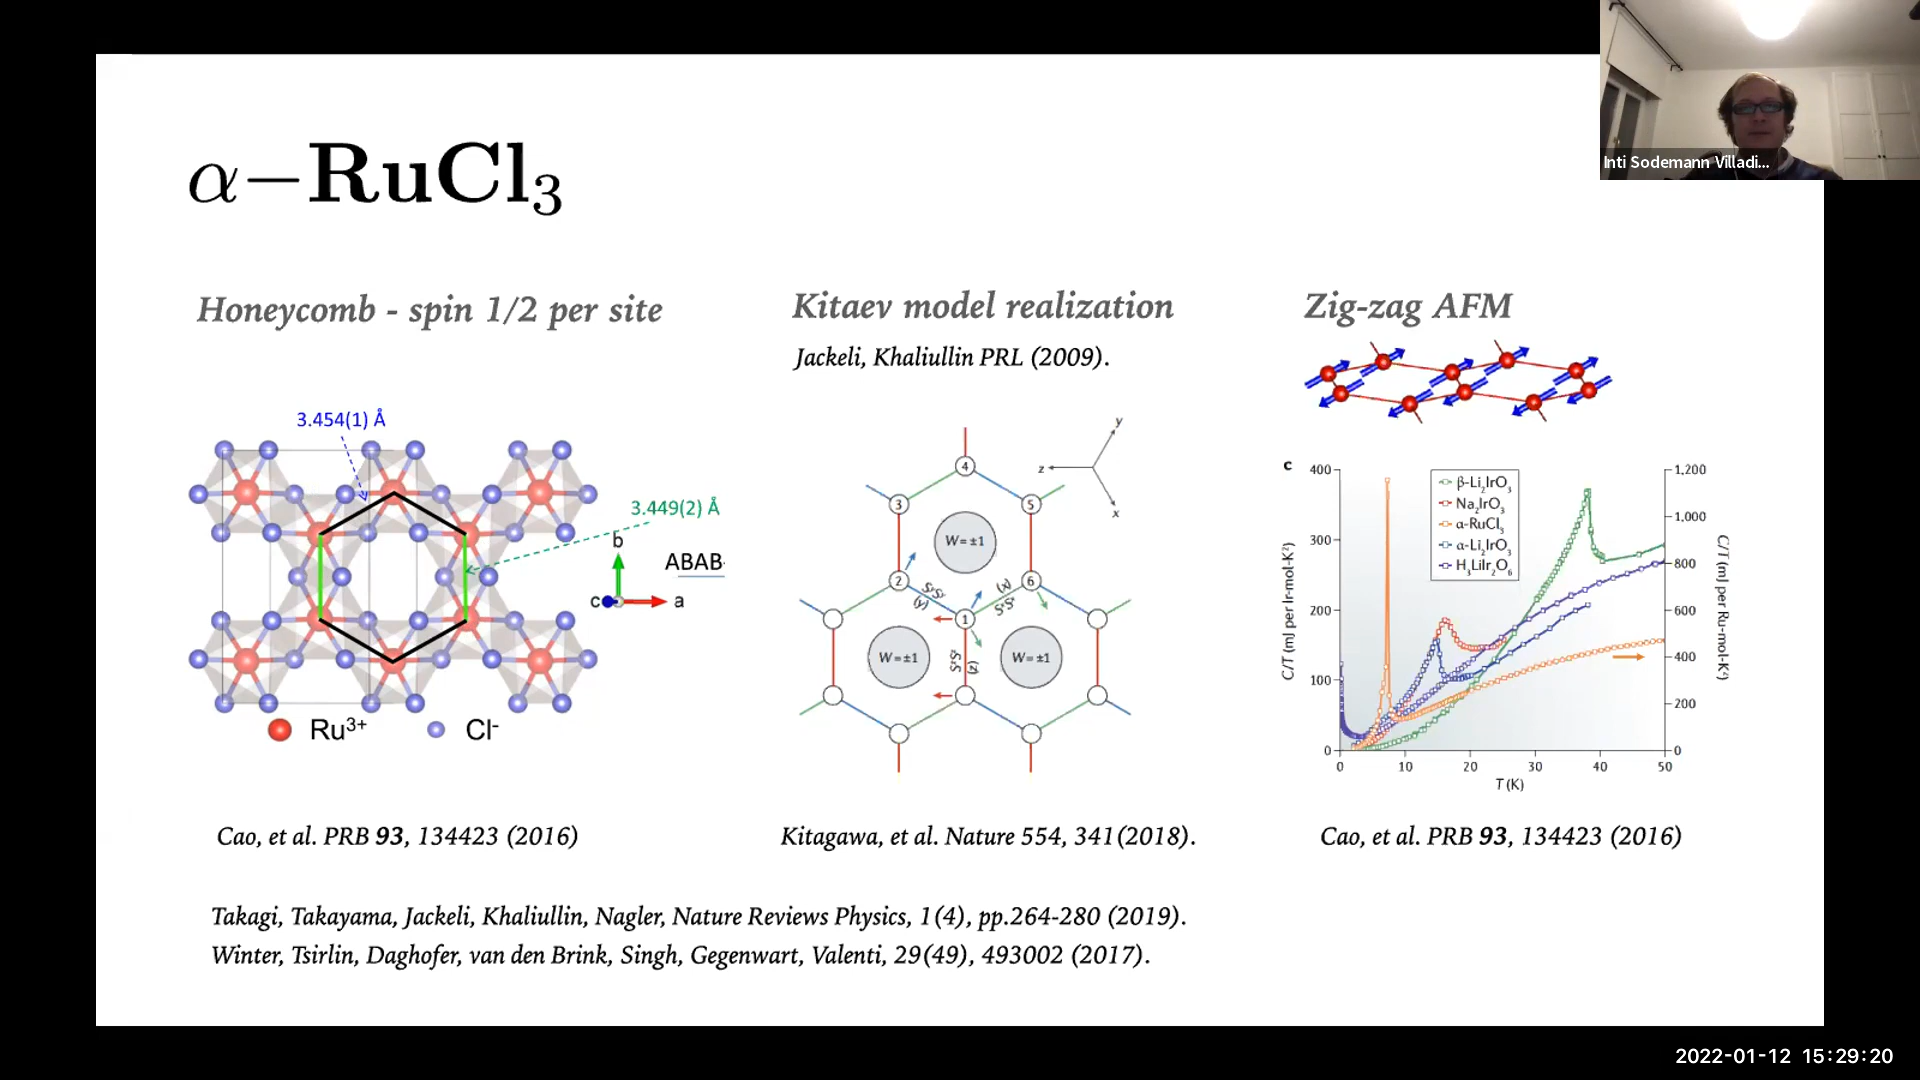 Inti Sodemann Villadi...
α−RuCl3
Honeycomb - spin 1/2 per site
3.454(1) Å
3.449(2) Å
b
ABAB-
c
a
Ru3+
Cl-
Cao, et al. PRB 93, 134423 (2016)
Kitaev model realization
Jackeli, Khaliullin PRL (2009).
y
z
x
4
3
5
W=±1
2
6
SySy
(y)
(x)
SxSx
1
W=±1
SzSz
(z)
W=±1
Kitagawa, et al. Nature 554, 341(2018).
Zig-zag AFM
c
400
300
200
100
0
C/T (mJ per Ir-mol-K2)
β-Li2IrO3
Na2IrO3
α-RuCl3
α-Li2IrO3
H3LiIr2O6
1,200
1,000
800
600
400
200
0
C/T (mJ per Ru-mol-K4)
0 10 20 30 40 50
T (K)
Cao, et al. PRB 93, 134423 (2016)
Takagi, Takayama, Jackeli, Khaliullin, Nagler, Nature Reviews Physics, 1(4), pp.264-280 (2019).
Winter, Tsirlin, Daghofer, van den Brink, Singh, Gegenwart, Valenti, 29(49), 493002 (2017).
2022-01-12 15:29:20